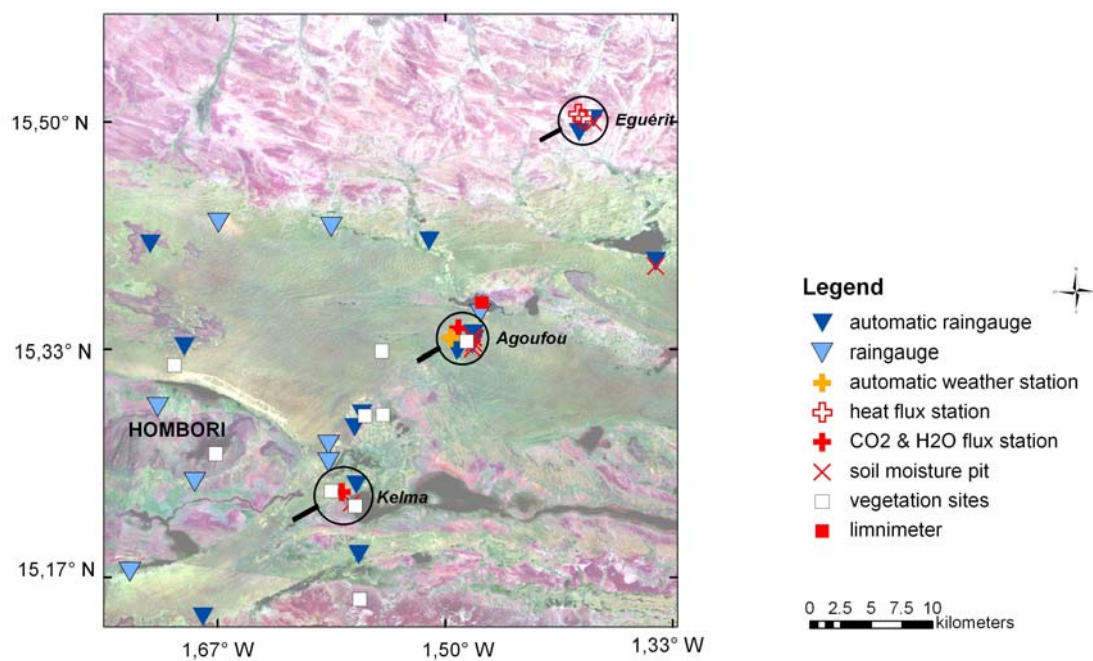 15,50° N
Eguérit
Agoufou
15,33° N
HOMBORI
Kelma
15,17° N
1,67° W
1,50° W
1,33° W
Legend
automatic raingauge
raingauge
automatic weather station
heat flux station
CO2 & H2O flux station
soil moisture pit
vegetation sites
limnimeter
0 2.5 5 7.5 10
kilometers